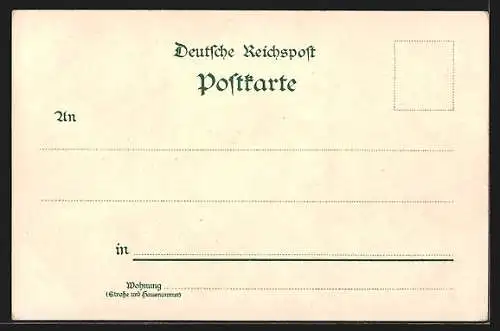 Deutſche Reichspoſt
Poſtkarte
An
in
Wohnung
(Straße und Hausnummer)